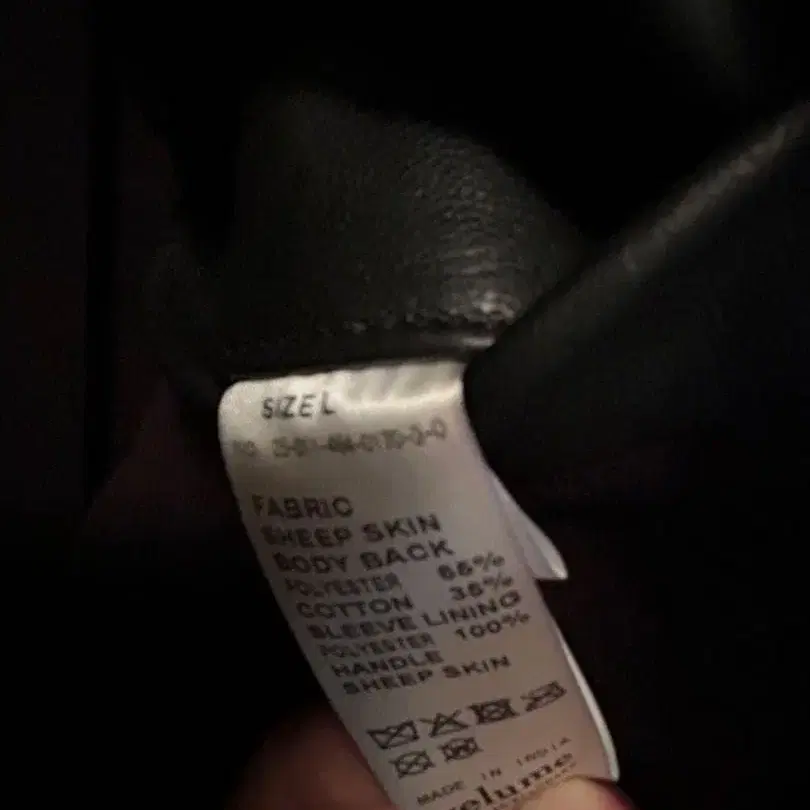 SIZE L
FABRIC
SHEEP SKIN
BODY BACK
POLYESTER 65%
COTTON 35%
SLEEVE LINING
POLYESTER 100%
HANDLE
SHEEP SKIN
MADE IN INDIA